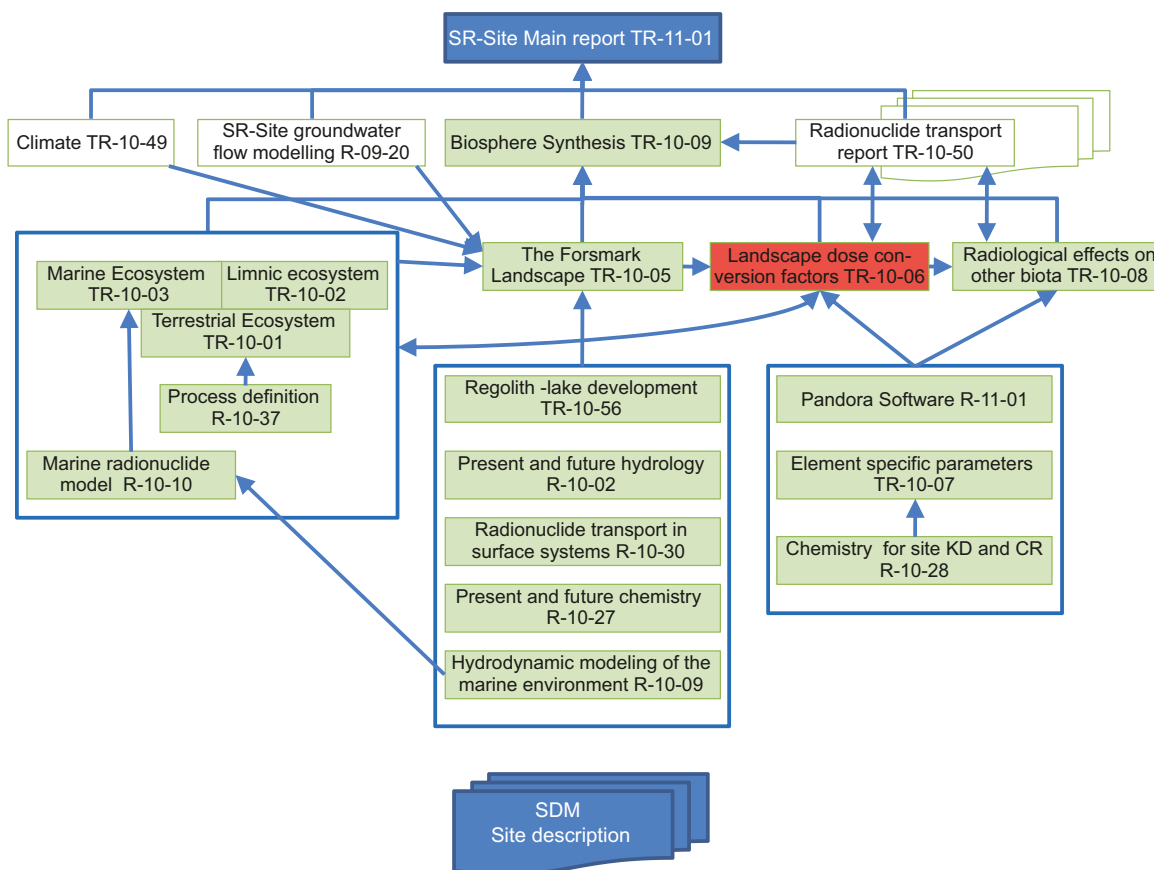 SR-Site Main report TR-11-01
Climate TR-10-49
SR-Site groundwater
flow modelling R-09-20
Biosphere Synthesis TR-10-09
Radionuclide transport
report TR-10-50
Marine Ecosystem
TR-10-03
Limnic ecosystem
TR-10-02
Terrestrial Ecosystem
TR-10-01
Process definition
R-10-37
Marine radionuclide
model R-10-10
The Forsmark
Landscape TR-10-05
Landscape dose con-
version factors TR-10-06
Radiological effects on
other biota TR-10-08
Regolith -lake development
TR-10-56
Present and future hydrology
R-10-02
Radionuclide transport in
surface systems R-10-30
Present and future chemistry
R-10-27
Hydrodynamic modeling of the
marine environment R-10-09
Pandora Software R-11-01
Element specific parameters
TR-10-07
Chemistry for site KD and CR
R-10-28
SDM
Site description